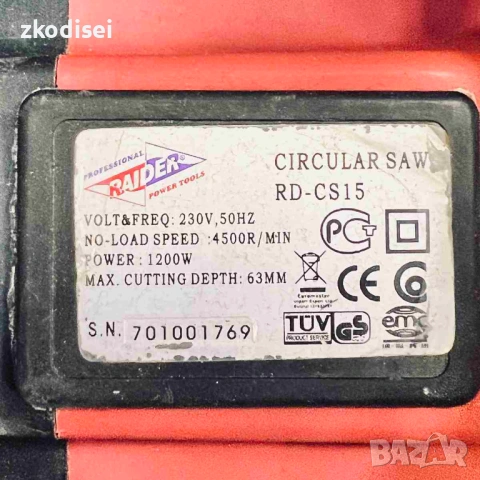 zkodisei
PROFESSIONAL
RAIDER®
POWER TOOLS
CIRCULAR SAW
RD-CS15
VOLT&FREQ: 230V,50HZ
NO-LOAD SPEED :4500R/MIN
POWER : 1200W
MAX. CUTTING DEPTH: 63MM
S.N. 701001769
TÜV
PRODUCT SERVICE
GS
emc
BAZAR